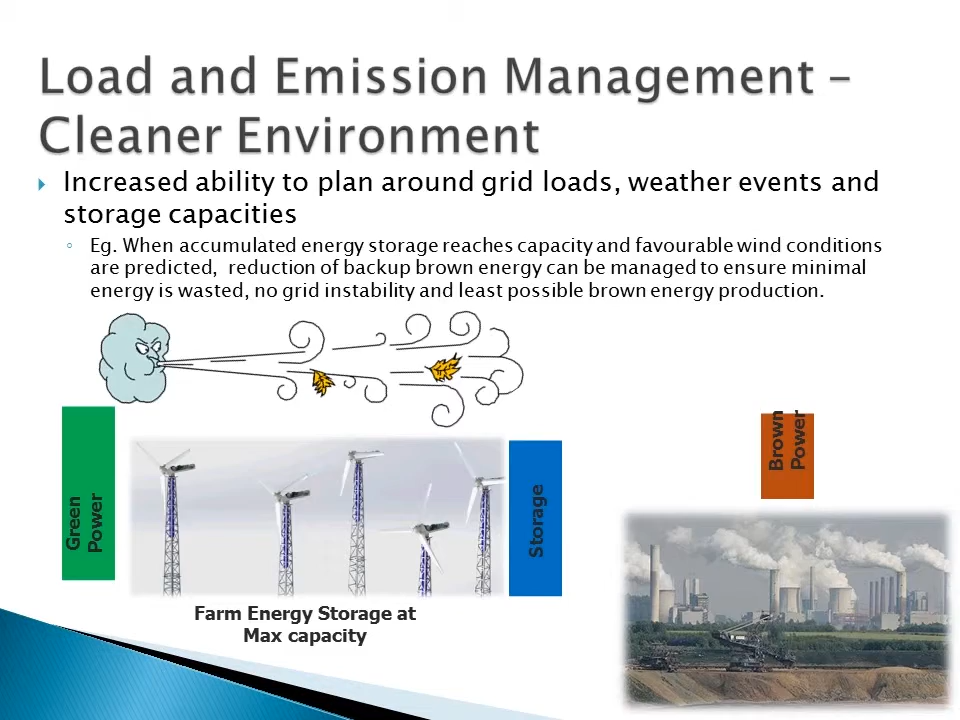 Load and Emission Management –
Cleaner Environment
Increased ability to plan around grid loads, weather events and
storage capacities
Eg. When accumulated energy storage reaches capacity and favourable wind conditions
are predicted,  reduction of backup brown energy can be managed to ensure minimal
energy is wasted, no grid instability and least possible brown energy production.
Green
Power
Storage
Brown
Power
Farm Energy Storage at
Max capacity